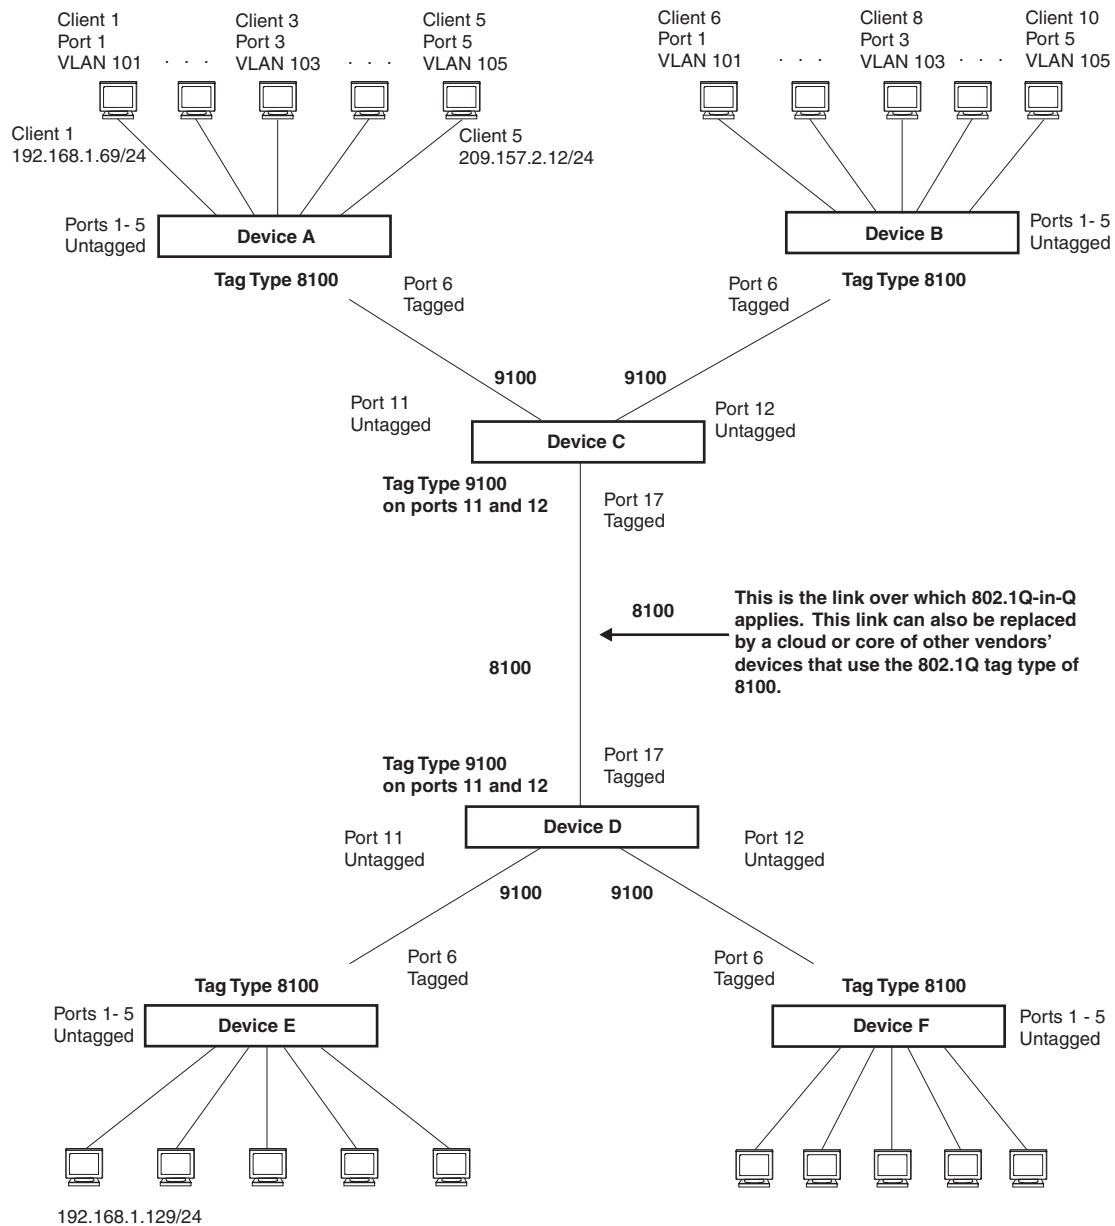 Client 1
Port 1
VLAN 101
. . .
Client 3
Port 3
VLAN 103
. . .
Client 5
Port 5
VLAN 105
Client 6
Port 1
VLAN 101
. . .
Client 8
Port 3
VLAN 103
. . .
Client 10
Port 5
VLAN 105
Client 1
192.168.1.69/24
Client 5
209.157.2.12/24
Ports 1- 5
Untagged
Device A
Device B
Ports 1- 5
Untagged
Tag Type 8100
Port 6
Tagged
Port 6
Tagged
Tag Type 8100
9100
9100
Port 11
Untagged
Port 12
Untagged
Device C
Tag Type 9100
on ports 11 and 12
Port 17
Tagged
8100
This is the link over which 802.1Q-in-Q
applies. This link can also be replaced
by a cloud or core of other vendors'
devices that use the 802.1Q tag type of
8100.
8100
Tag Type 9100
on ports 11 and 12
Port 17
Tagged
Device D
Port 11
Untagged
Port 12
Untagged
9100
9100
Port 6
Tagged
Port 6
Tagged
Tag Type 8100
Tag Type 8100
Ports 1- 5
Untagged
Device E
Device F
Ports 1 - 5
Untagged
192.168.1.129/24